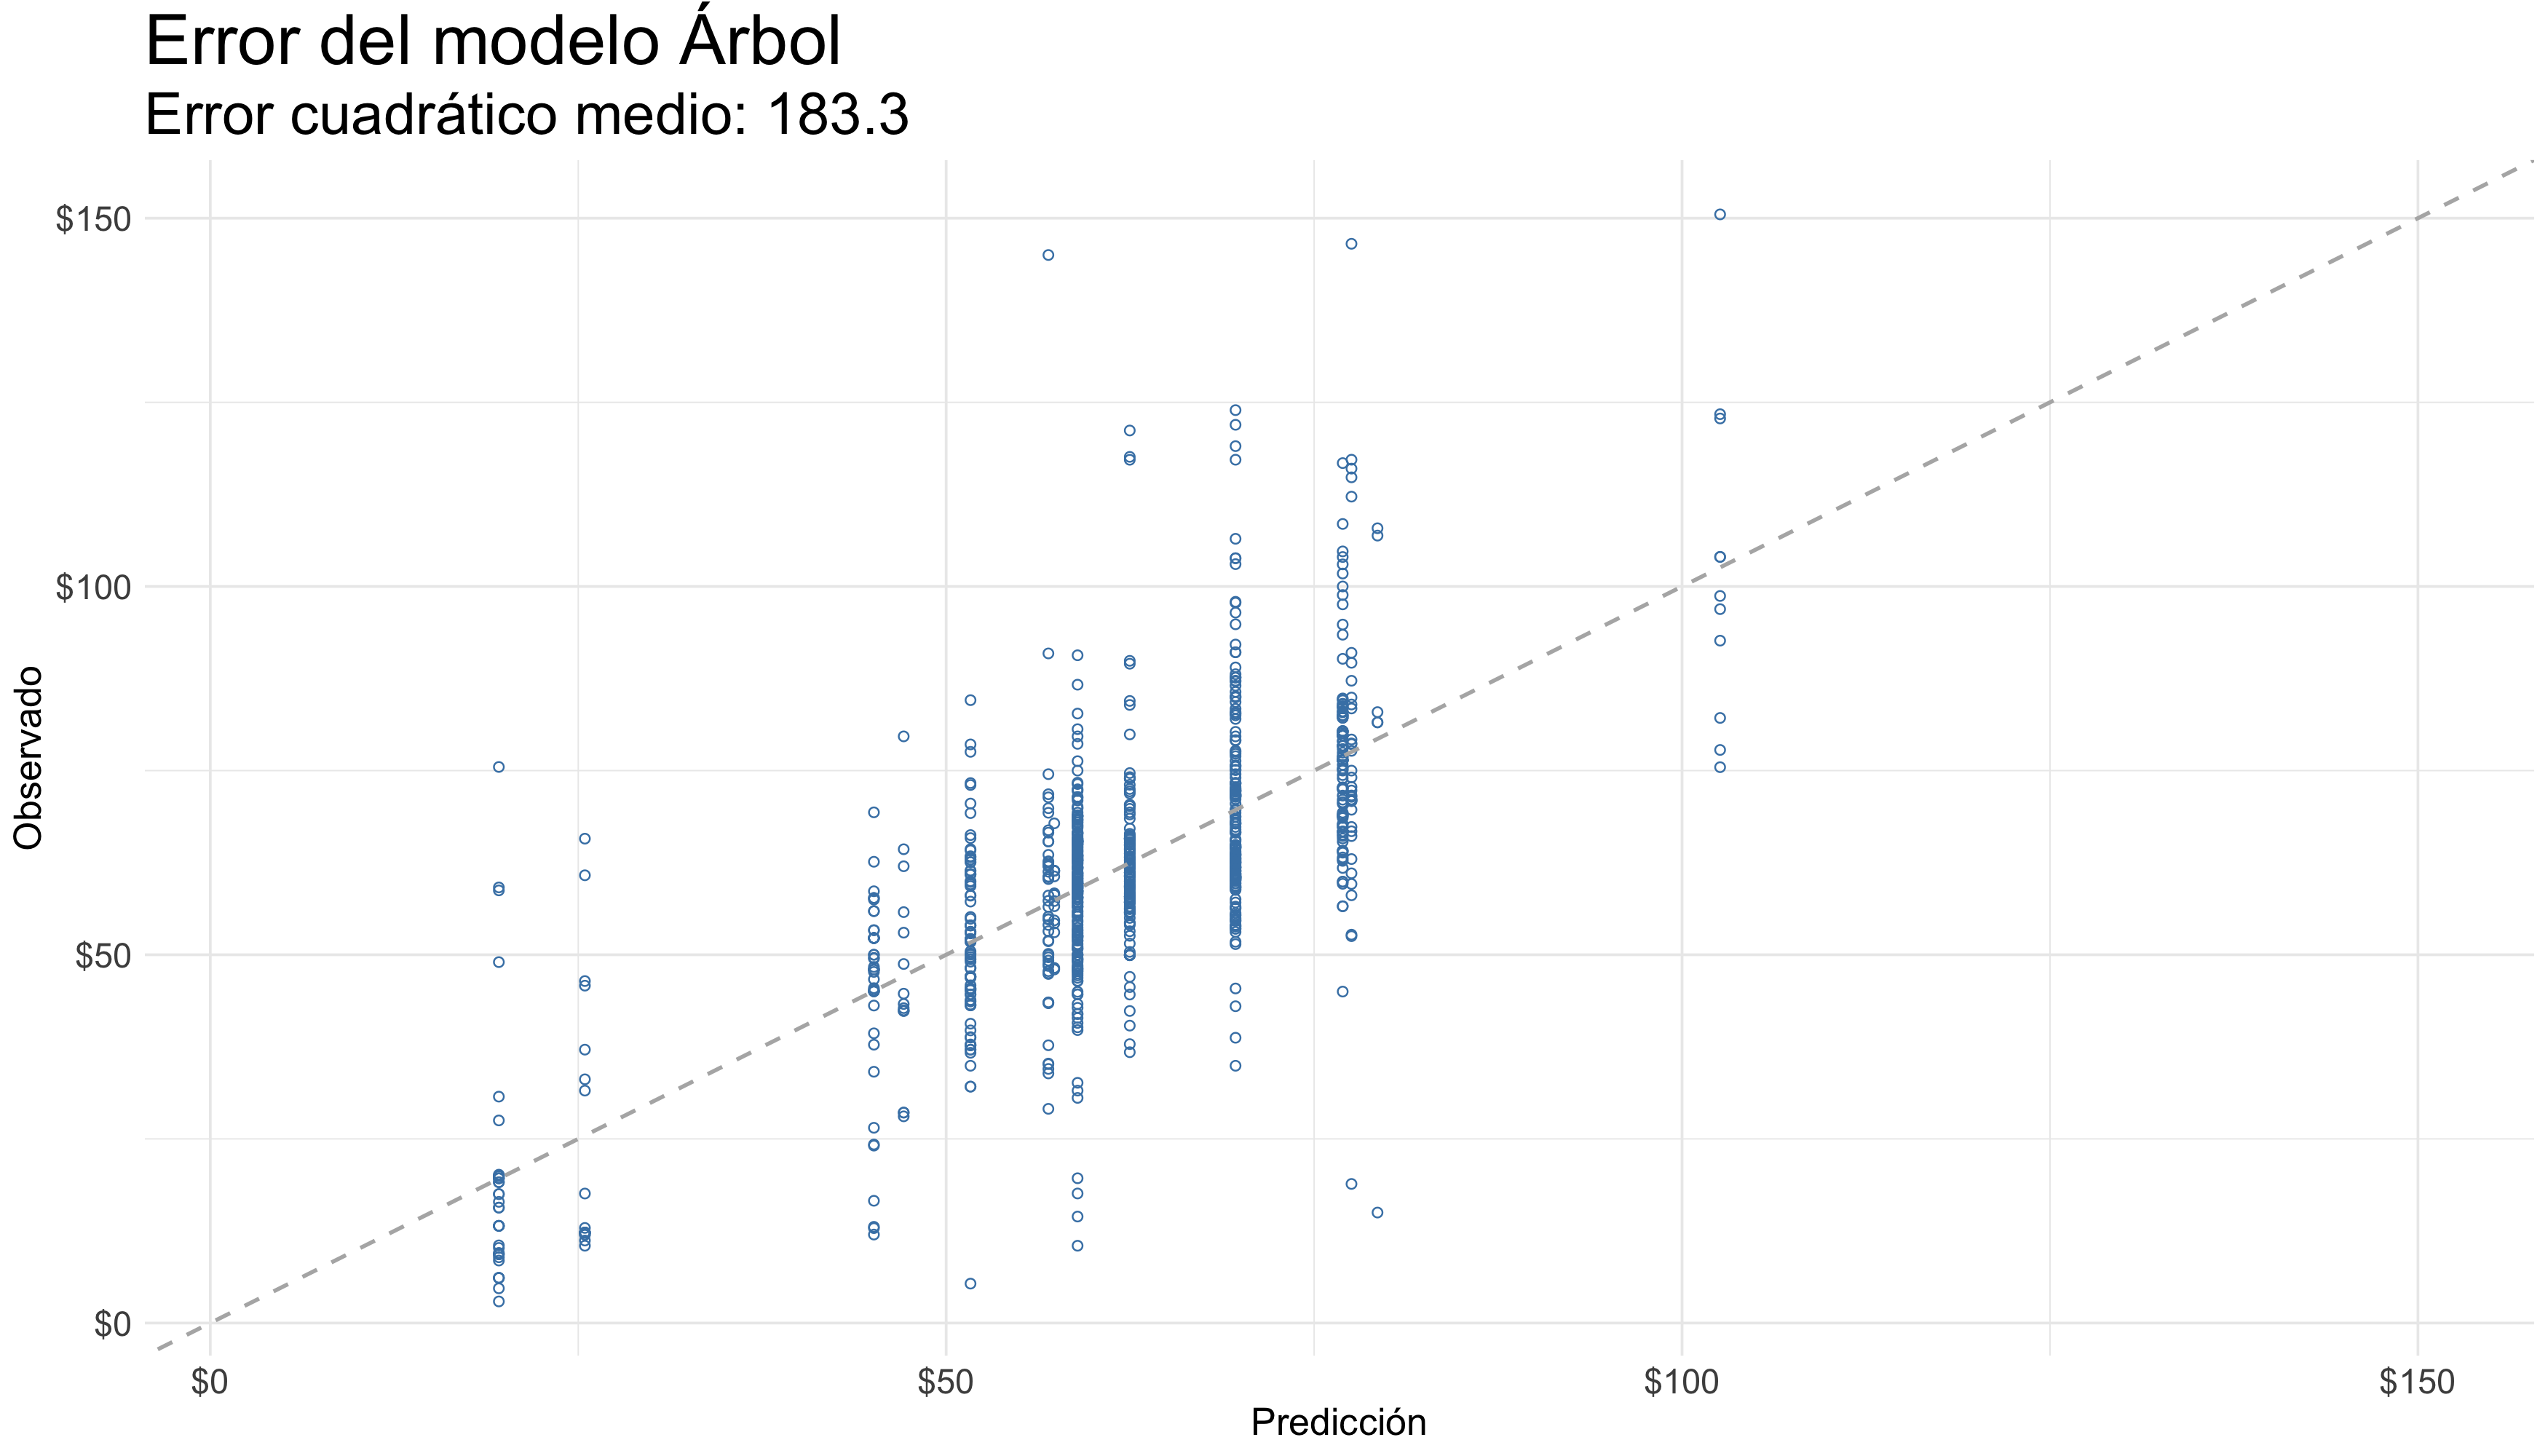 Error del modelo Árbol
Error cuadrático medio: 183.3
$150
$100
$50
$0
Observado
$0
$50
$100
$150
Predicción